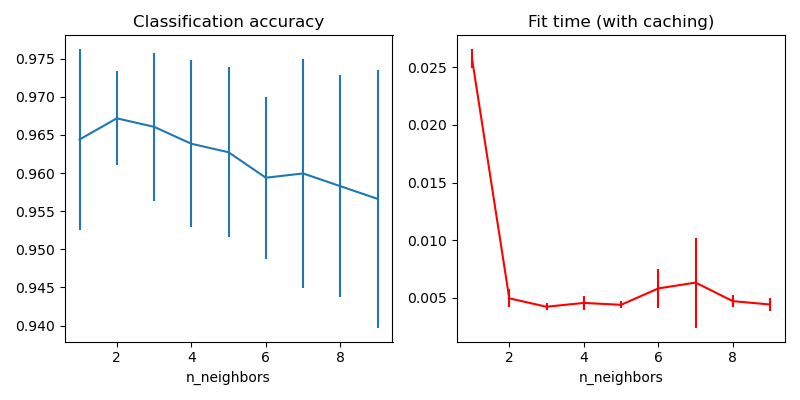 Classification accuracy
0.975
0.970
0.965
0.960
0.955
0.950
0.945
0.940
2 4 6 8
n_neighbors
Fit time (with caching)
0.025
0.020
0.015
0.010
0.005
2 4 6 8
n_neighbors